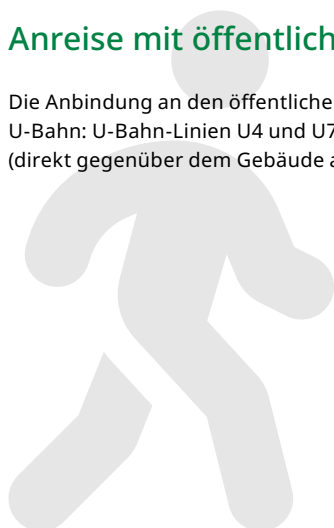 Anreise mit öffentlich
Die Anbindung an den öffentliche
U-Bahn: U-Bahn-Linien U4 und U7
(direkt gegenüber dem Gebäude a